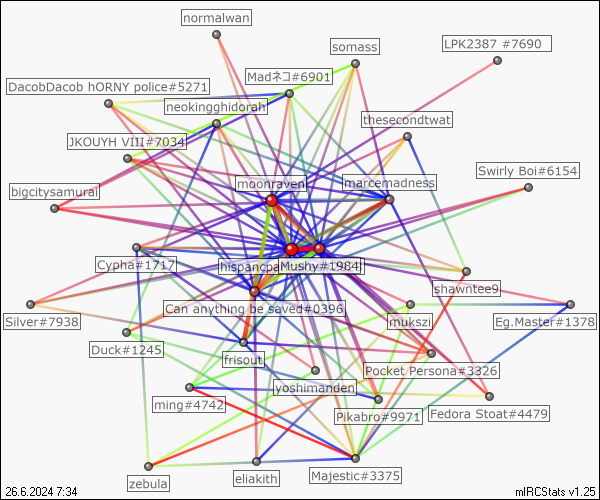 normalwan
LPK2387 ‎#7690
somass
Madネコ#6901
DacobDacob hORNY police#5271
neokingghidorah
thesecondtwat
JKOUYH VIII#7034
Swirly Boi#6154
moonraven
marcemadness
bigcitysamurai
Cypha#1717
hispancpa
Mushy#1984
shawntee9
Can anything be saved#0396
Silver#7938
mukszi
Eg.Master#1378
Duck#1245
frisout
Pocket Persona#3326
yoshimanden
ming#4742
Pikabro#9971
Fedora Stoat#4479
Majestic#3375
eliakith
zebula
26.6.2024 7:34
mIRCStats v1.25